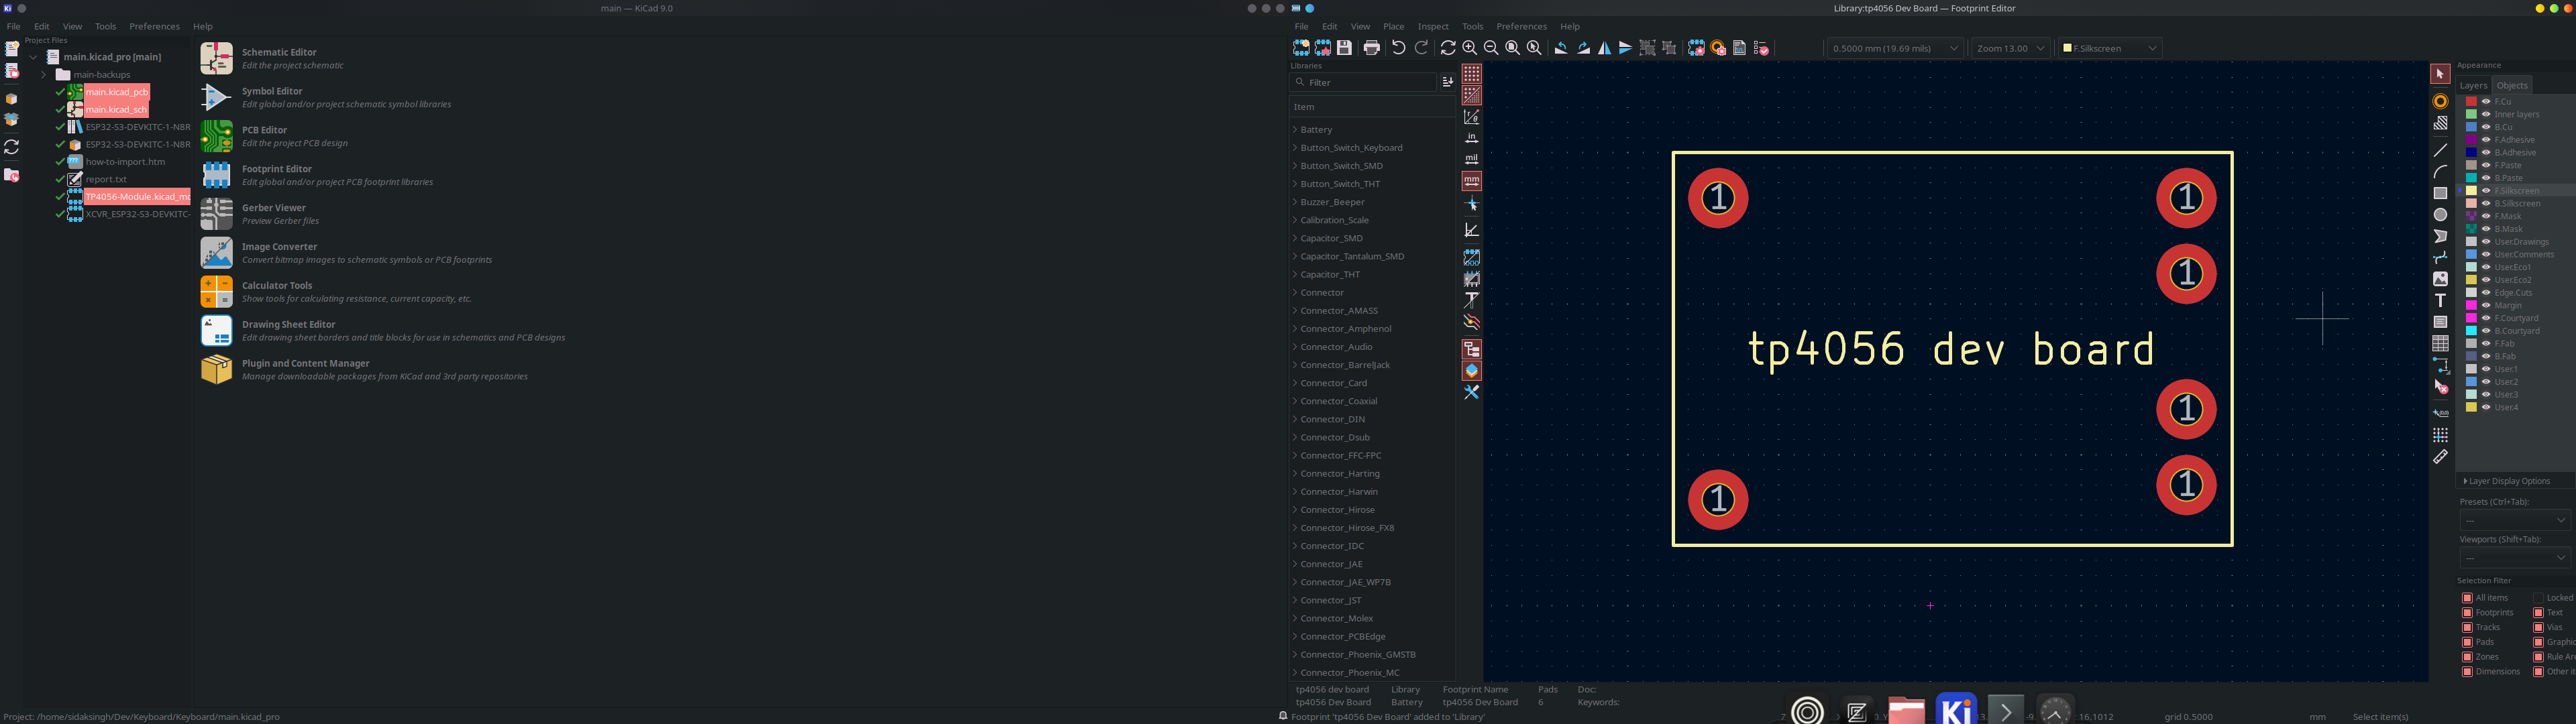 main — KiCad 9.0
File Edit View Tools Preferences Help
Project Files
main.kicad_pro [main]
main-backups
main.kicad_pcb
main.kicad_sch
ESP32-S3-DEVKITC-1-N8R
ESP32-S3-DEVKITC-1-N8R
how-to-import.htm
report.txt
TP4056-Module.kicad_mo
XCVR_ESP32-S3-DEVKITC-
Schematic Editor
Edit the project schematic
Symbol Editor
Edit global and/or project schematic symbol libraries
PCB Editor
Edit the project PCB design
Footprint Editor
Edit global and/or project PCB footprint libraries
Gerber Viewer
Preview Gerber files
Image Converter
Convert bitmap images to schematic symbols or PCB footprints
Calculator Tools
Show tools for calculating resistance, current capacity, etc.
Drawing Sheet Editor
Edit drawing sheet borders and title blocks for use in schematics and PCB designs
Plugin and Content Manager
Manage downloadable packages from KiCad and 3rd party repositories
Project: /home/sidaksingh/Dev/Keyboard/Keyboard/main.kicad_pro
Library:tp4056 Dev Board — Footprint Editor
File Edit View Place Inspect Tools Preferences Help
0.5000 mm (19.69 mils) Zoom 13.00 F.Silkscreen
Libraries
Filter
Item
Battery
Button_Switch_Keyboard
Button_Switch_SMD
Button_Switch_THT
Buzzer_Beeper
Calibration_Scale
Capacitor_SMD
Capacitor_Tantalum_SMD
Capacitor_THT
Connector
Connector_AMASS
Connector_Amphenol
Connector_Audio
Connector_BarrelJack
Connector_Card
Connector_Coaxial
Connector_DIN
Connector_Dsub
Connector_FFC-FPC
Connector_Harting
Connector_Harwin
Connector_Hirose
Connector_Hirose_FX8
Connector_IDC
Connector_JAE
Connector_JAE_WP7B
Connector_JST
Connector_Molex
Connector_PCBEdge
Connector_Phoenix_GMSTB
Connector_Phoenix_MC
in
mil
mm
1 1
1
tp4056 dev board
1
1 1
Appearance
Layers Objects
F.Cu
Inner layers
B.Cu
F.Adhesive
B.Adhesive
F.Paste
B.Paste
F.Silkscreen
B.Silkscreen
F.Mask
B.Mask
User.Drawings
User.Comments
User.Eco1
User.Eco2
Edge.Cuts
Margin
F.Courtyard
B.Courtyard
F.Fab
B.Fab
User.1
User.2
User.3
User.4
Layer Display Options
Presets (Ctrl+Tab):
---
Viewports (Shift+Tab):
---
Selection Filter
All items Locked
Footprints Text
Tracks Vias
Pads Graphic
Zones Rule Ar
Dimensions Other it
tp4056 dev board Library Footprint Name Pads Doc:
tp4056 Dev Board Battery tp4056 Dev Board 6 Keywords:
Footprint 'tp4056 Dev Board' added to 'Library'
16.1012 grid 0.5000 mm Select item(s)